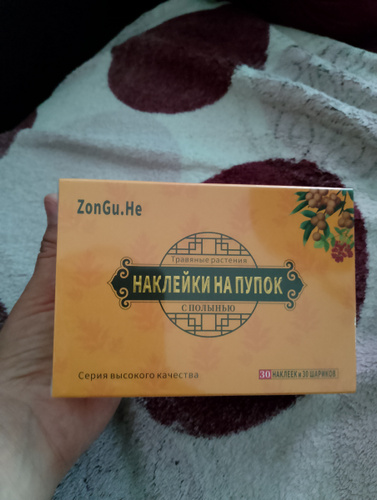 ZonGu.He
Травяные растения
НАКЛЕЙКИ НА ПУПОК
С ПОЛЫНЬЮ
Серия высокого качества
30 НАКЛЕЕК и 30 ШАРИКОВ